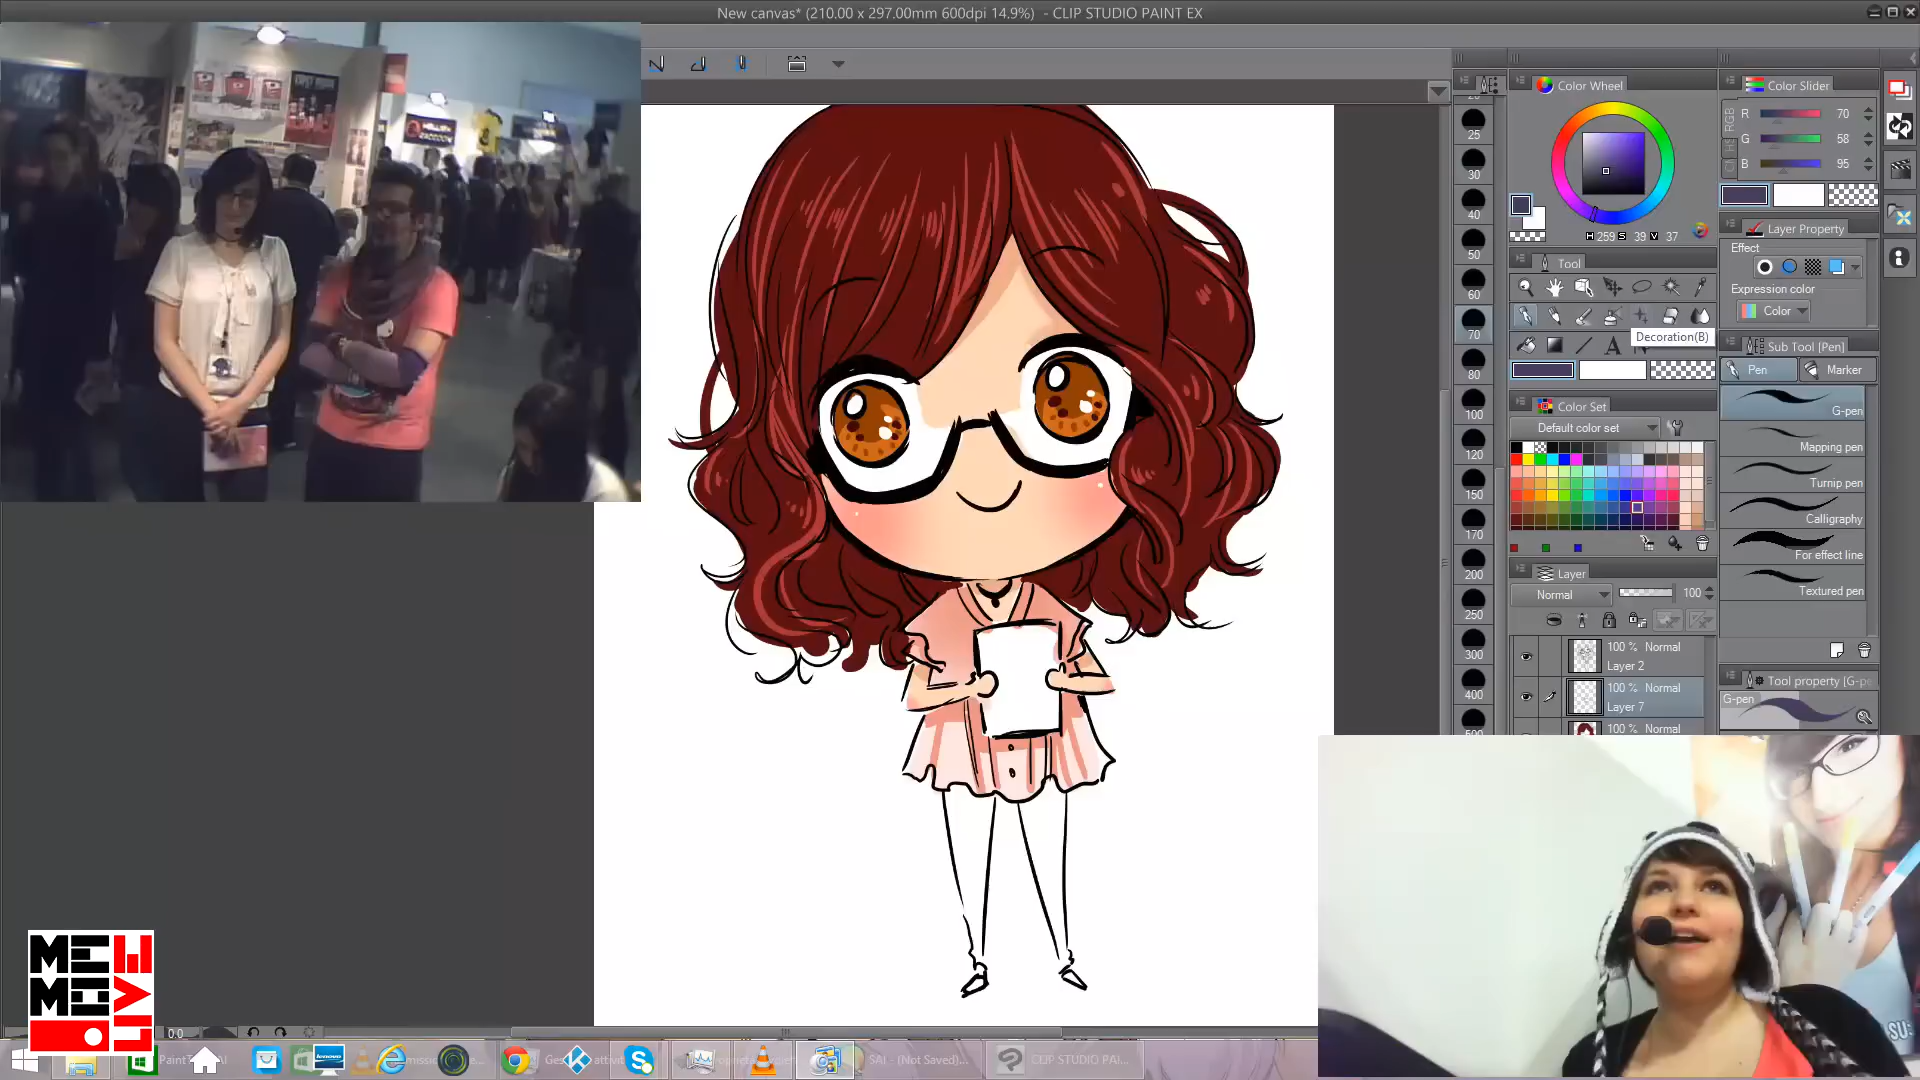 New canvas* (210.00 x 297.00mm 600dpi 14.9%) - CLIP STUDIO PAINT EX
Color Wheel
Color Slider
R 70
G 58
B 95
H 259 S 39 V 37
Layer Property
Effect
Expression color
Color
Tool
Decoration(B)
Sub Tool [Pen]
Pen
Marker
G-pen
Mapping pen
Turnip pen
Calligraphy
For effect line
Textured pen
Color Set
Default color set
25
30
40
50
60
70
80
100
120
150
170
200
250
300
400
Layer
Normal
100
100 % Normal
Layer 2
100 % Normal
Layer 7
100 % Normal
Tool property [G-pe
G-pen
ME
MO
LIVE
0.0
SAI - (Not Saved)...
CLIP STUDIO PAI...
SU: